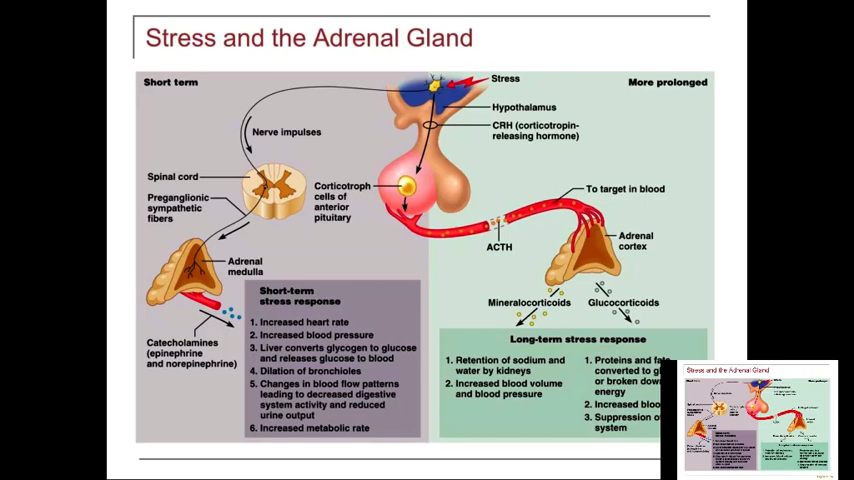 Stress and the Adrenal Gland
Short term
Stress
More prolonged
Hypothalamus
CRH (corticotropin-
releasing hormone)
Nerve impulses
Spinal cord
Preganglionic
sympathetic
fibers
Corticotroph
cells of
anterior
pituitary
To target in blood
ACTH
Adrenal
cortex
Adrenal
medulla
Mineralocorticoids
Glucocorticoids
Catecholamines
(epinephrine
and norepinephrine)
Short-term
stress response
1. Increased heart rate
2. Increased blood pressure
3. Liver converts glycogen to glucose
and releases glucose to blood
4. Dilation of bronchioles
5. Changes in blood flow patterns
leading to decreased digestive
system activity and reduced
urine output
6. Increased metabolic rate
Long-term stress response
1. Retention of sodium and
water by kidneys
2. Increased blood volume
and blood pressure
1. Proteins and
converted to
or broken
energy
2. Increased
3. Suppression
system
Stress and the Adrenal Gland